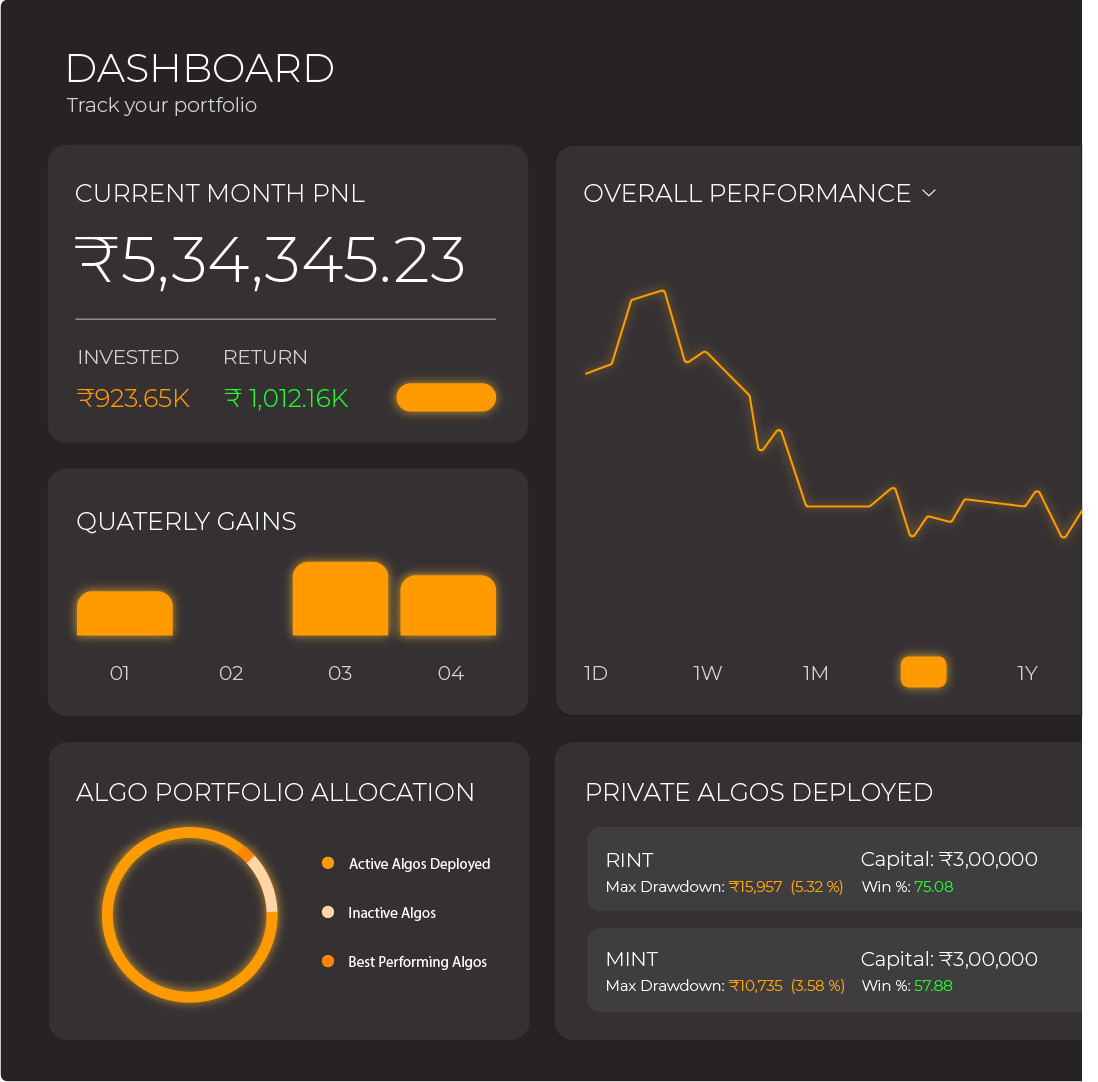 DASHBOARD
Track your portfolio
CURRENT MONTH PNL
₹5,34,345.23
INVESTED RETURN
₹923.65K ₹ 1,012.16K
OVERALL PERFORMANCE
1D 1W 1M 1Y
QUATERLY GAINS
01 02 03 04
ALGO PORTFOLIO ALLOCATION
Active Algos Deployed
Inactive Algos
Best Performing Algos
PRIVATE ALGOS DEPLOYED
RINT Capital: ₹3,00,000
Max Drawdown: ₹15,957 (5.32 %) Win %: 75.08
MINT Capital: ₹3,00,000
Max Drawdown: ₹10,735 (3.58 %) Win %: 57.88